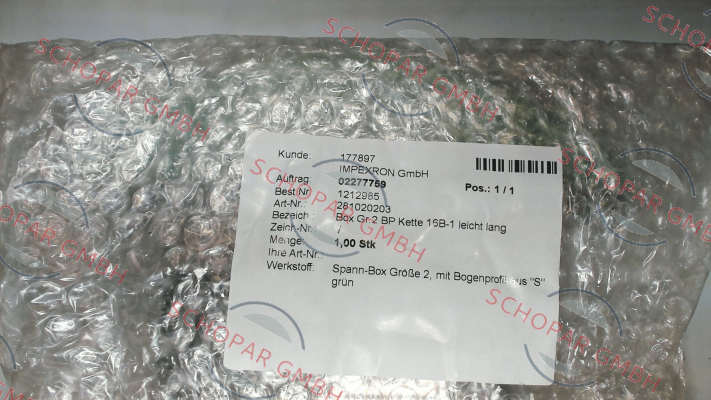 Kunde: 177897
IMPEXRON GmbH
Auftrag: 02277759 Pos.: 1 / 1
Best.Nr. 1212985
Art-Nr.: 281020203
Bezeich.: Box Gr.2 BP Kette 16B-1 leicht lang
Zeich-Nr. /
Menge: 1,00 Stk
Ihre Art-Nr.:
Werkstoff: Spann-Box Größe 2, mit Bogenprofil aus "S"
grün
SCHOPAR GMBH
SCHOPAR GMBH
SCHOPAR GMBH
SCHOPAR GMBH
SCHOPAR GMBH
SCHOPAR GMBH